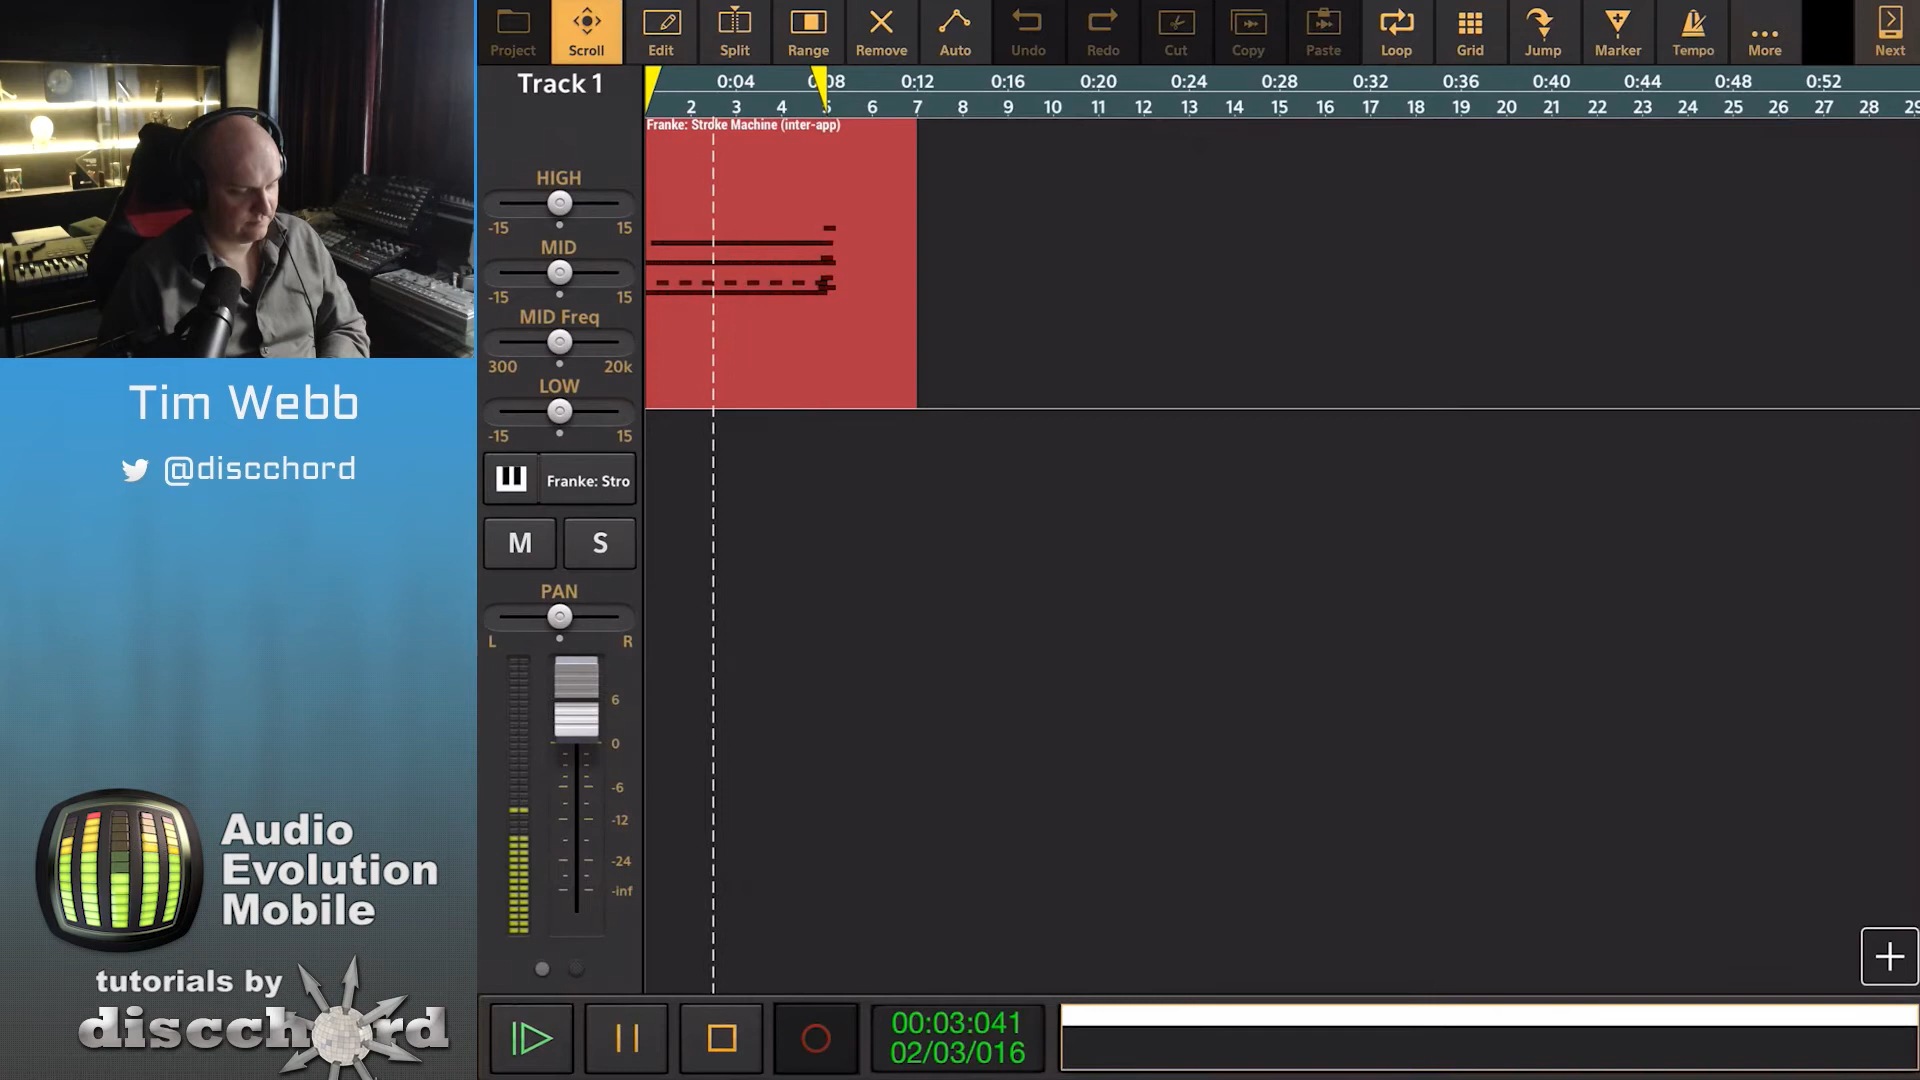 Project
Scroll
Edit
Split
Range
Remove
Auto
Undo
Redo
Cut
Copy
Paste
Loop
Grid
Jump
Marker
Tempo
More
Next
Track 1
0:04 0:08 0:12 0:16 0:20 0:24 0:28 0:32 0:36 0:40 0:44 0:48 0:52
2 3 4 5 6 7 8 9 10 11 12 13 14 15 16 17 18 19 20 21 22 23 24 25 26 27 28 29
Franke: Stroke Machine (inter-app)
HIGH
-15 15
MID
-15 15
MID Freq
300 20k
LOW
-15 15
Franke: Stro
M S
PAN
L R
6
0
-6
-12
-24
-inf
00:03:041
02/03/016
Tim Webb
@discchord
Audio
Evolution
Mobile
tutorials by
discchord